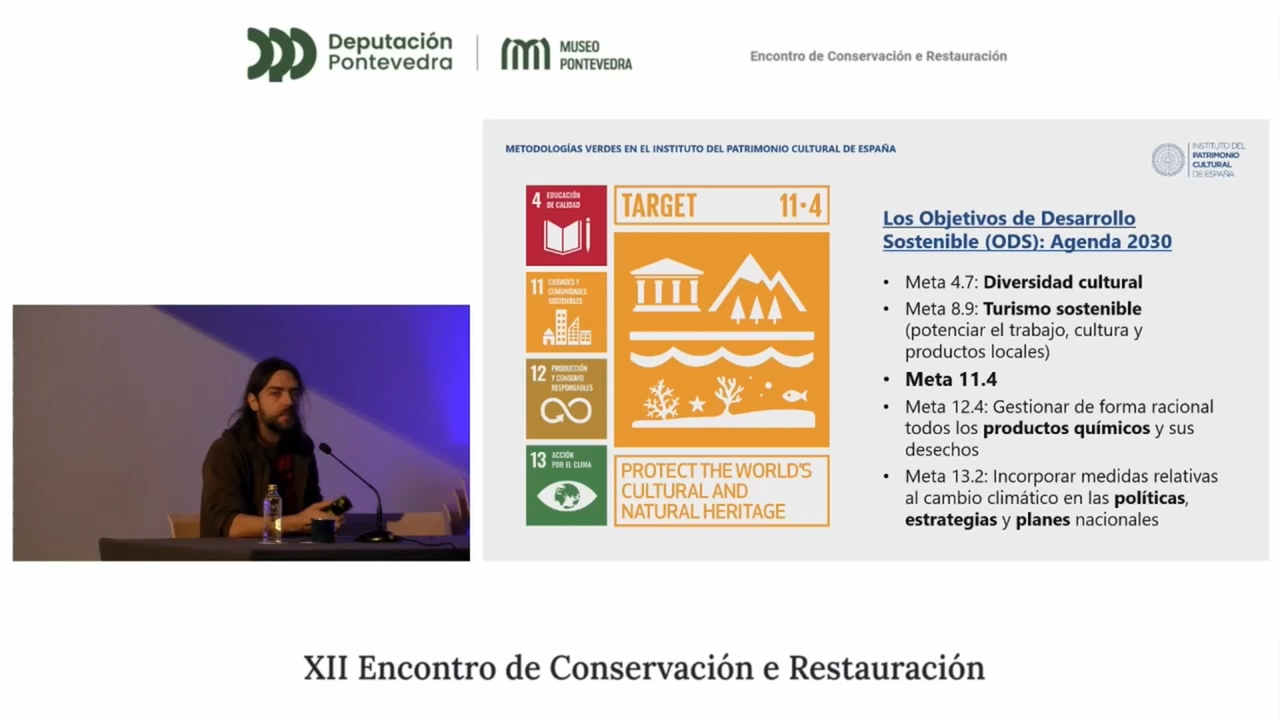 Deputación
Pontevedra
MUSEO
PONTEVEDRA
Encontro de Conservación e Restauración
METODOLOGÍAS VERDES EN EL INSTITUTO DEL PATRIMONIO CULTURAL DE ESPAÑA
INSTITUTO DEL
PATRIMONIO
CULTURAL
DE ESPAÑA
4 EDUCACIÓN
DE CALIDAD
11 CIUDADES Y
COMUNIDADES
SOSTENIBLES
12 PRODUCCIÓN
Y CONSUMO
RESPONSABLES
13 ACCIÓN
POR EL CLIMA
TARGET 11·4
PROTECT THE WORLD'S
CULTURAL AND
NATURAL HERITAGE
Los Objetivos de Desarrollo
Sostenible (ODS): Agenda 2030
• Meta 4.7: Diversidad cultural
• Meta 8.9: Turismo sostenible
(potenciar el trabajo, cultura y
productos locales)
• Meta 11.4
• Meta 12.4: Gestionar de forma racional
todos los productos químicos y sus
desechos
• Meta 13.2: Incorporar medidas relativas
al cambio climático en las políticas,
estrategias y planes nacionales
XII Encontro de Conservación e Restauración